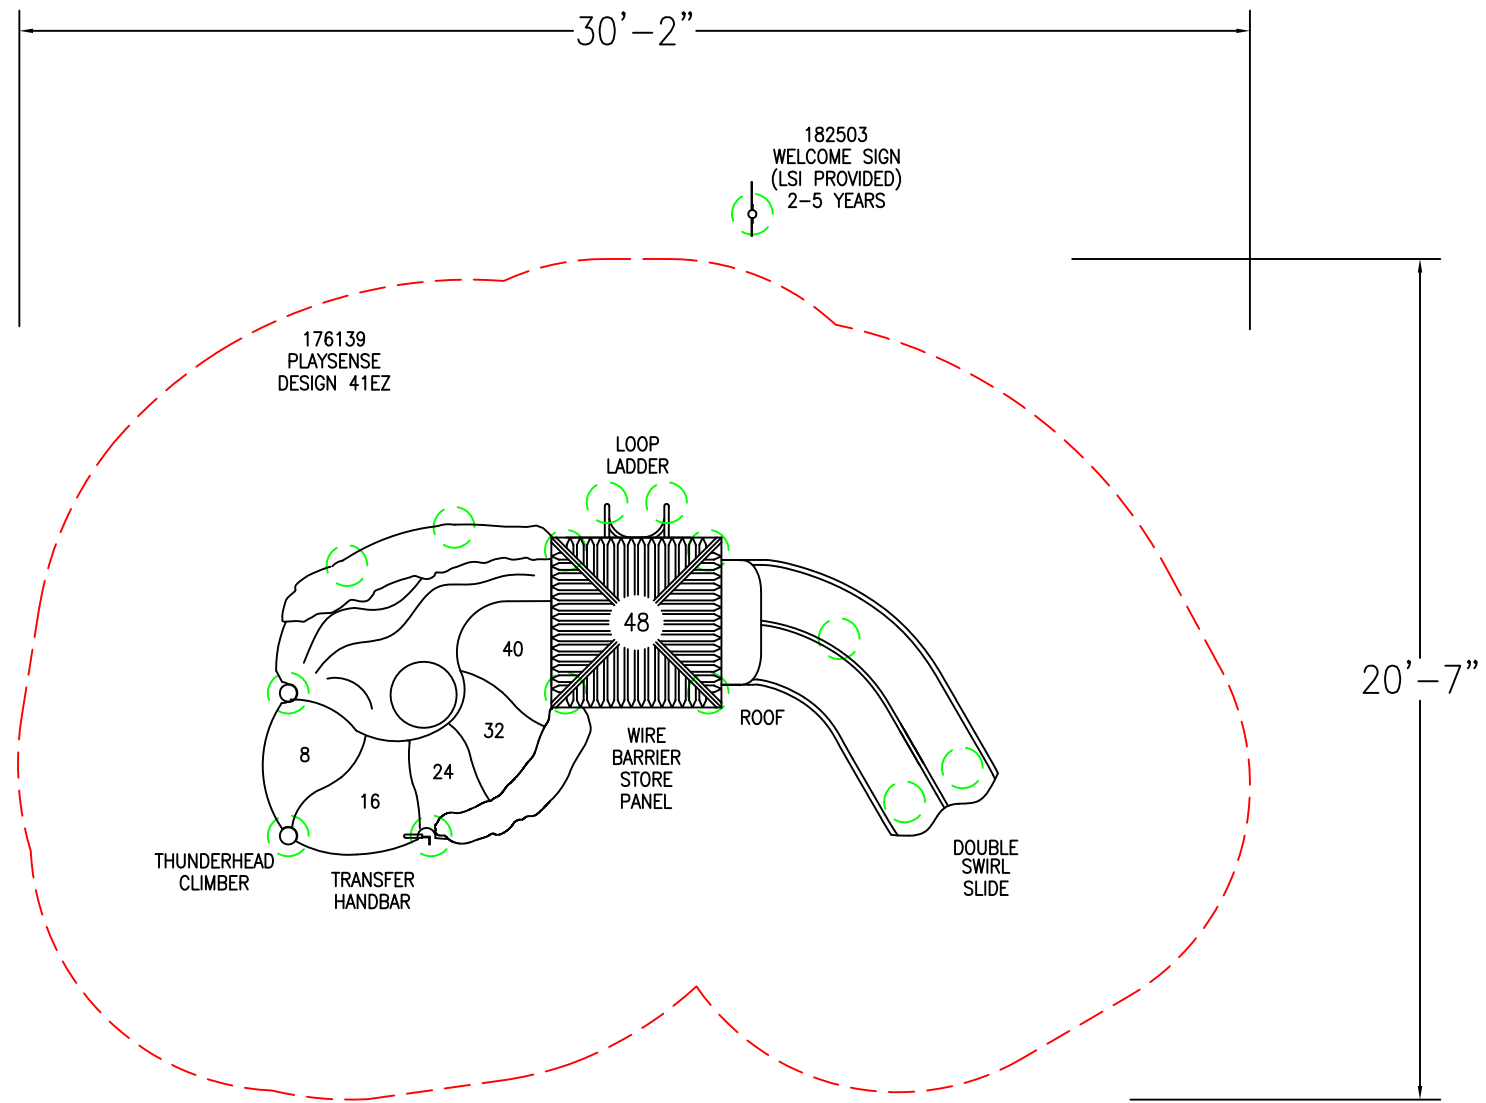 30'-2"
182503
WELCOME SIGN
(LSI PROVIDED)
2-5 YEARS
176139
PLAYSENSE
DESIGN 41EZ
LOOP
LADDER
48
40
32
24
16
8
20'-7"
ROOF
WIRE
BARRIER
STORE
PANEL
DOUBLE
SWIRL
SLIDE
THUNDERHEAD
CLIMBER
TRANSFER
HANDBAR